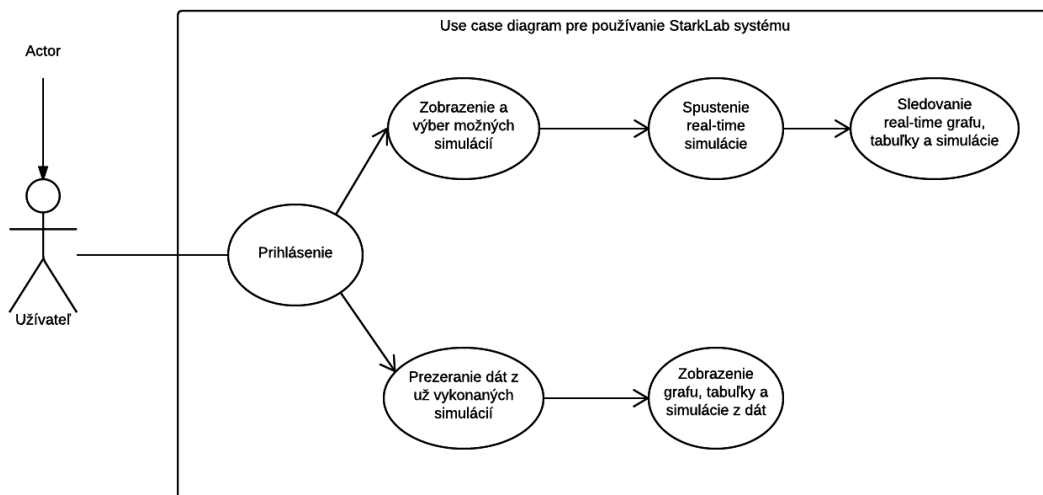 Use case diagram pre používanie StarkLab systému
Actor
Užívateľ
Prihlásenie
Zobrazenie a
výber možných
simulácií
Spustenie
real-time
simulácie
Sledovanie
real-time grafu,
tabuľky a simulácie
Prezeranie dát z
už vykonaných
simulácií
Zobrazenie
grafu, tabuľky a
simulácie z dát